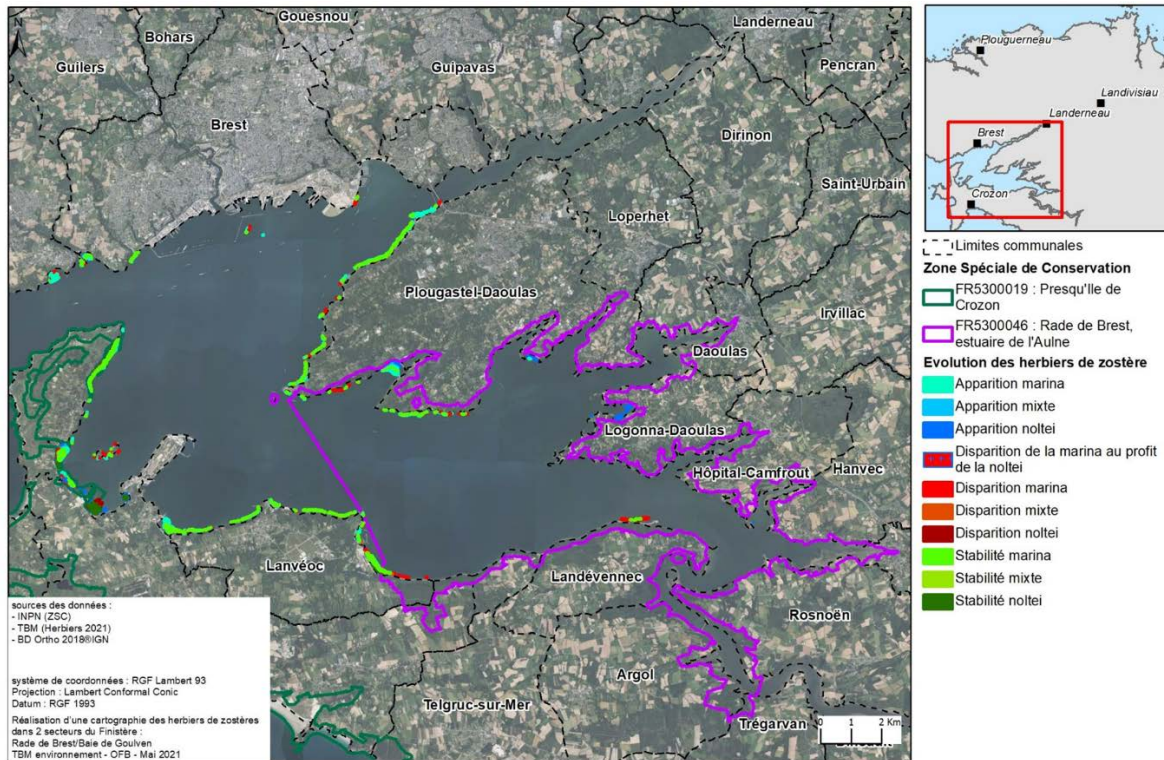 Gouesnou
Bohars
Landerneau
Guilers
Guipavas
Pencran
Brest
Dirinon
Saint-Urbain
Loperhet
Plougastel-Daoulas
Irvillac
Daoulas
Logonna-Daoulas
Hôpital-Camfrout
Hanvec
Lanvéoc
Landévennec
Rosnoën
Argol
Telgruc-sur-Mer
Trégarvan
0 1 2 Km
sources des données :
- INPN (ZSC)
- TBM (Herbiers 2021)
- BD Ortho 2018®IGN
système de coordonnées : RGF Lambert 93
Projection : Lambert Conformal Conic
Datum : RGF 1993
Réalisation d'une cartographie des herbiers de zostères
dans 2 secteurs du Finistère :
Rade de Brest/Baie de Goulven
TBM environnement - OFB - Mai 2021
Plouguerneau
Landivisiau
Landerneau
Brest
Crozon
Limites communales
Zone Spéciale de Conservation
FR5300019 : Presqu'Ile de
Crozon
FR5300046 : Rade de Brest,
estuaire de l'Aulne
Evolution des herbiers de zostère
Apparition marina
Apparition mixte
Apparition noltei
Disparition de la marina au profit
de la noltei
Disparition marina
Disparition mixte
Disparition noltei
Stabilité marina
Stabilité mixte
Stabilité noltei